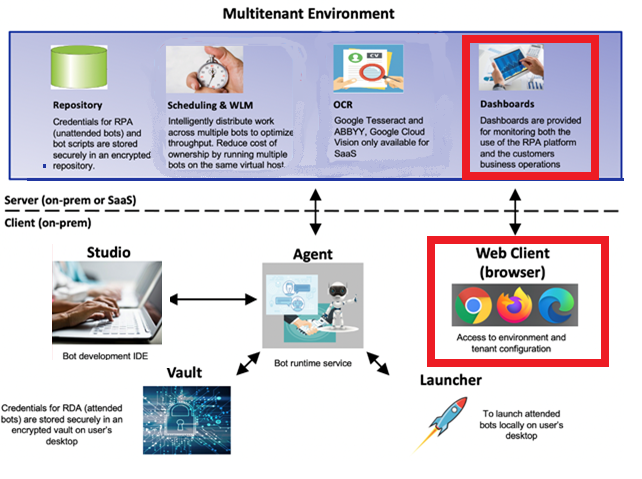 Multitenant Environment
Repository
Credentials for RPA
(unattended bots) and
bot scripts are stored
securely in an encrypted
repository.
Scheduling & WLM
Intelligently distribute work
across multiple bots to optimize
throughput. Reduce cost of
ownership by running multiple
bots on the same virtual host
CV
OCR
Google Tesseract and
ABBYY, Google Cloud
Vision only available for
SaaS
Dashboards
Dashboards are provided
for monitoring both the
use of the RPA platform
and the customers
business operations
Server (on-prem or SaaS)
Client (on-prem)
Studio
Bot development IDE
Agent
Bot runtime service
Web Client
(browser)
Access to environment and
tenant configuration
Vault
Credentials for RDA (attended
bots) are stored securely in an
encrypted vault on user's
desktop
Launcher
To launch attended
bots locally on user's
desktop